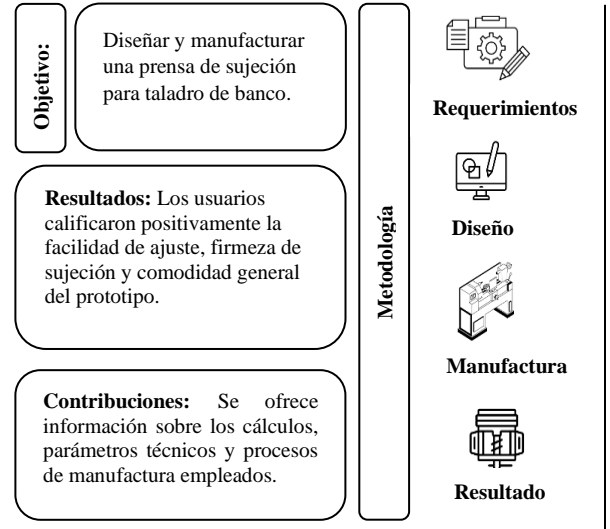 Objetivo:
Diseñar y manufacturar
una prensa de sujeción
para taladro de banco.
Resultados: Los usuarios
calificaron positivamente la
facilidad de ajuste, firmeza de
sujeción y comodidad general
del prototipo.
Contribuciones: Se ofrece
información sobre los cálculos,
parámetros técnicos y procesos
de manufactura empleados.
Metodología
Requerimientos
Diseño
Manufactura
Resultado